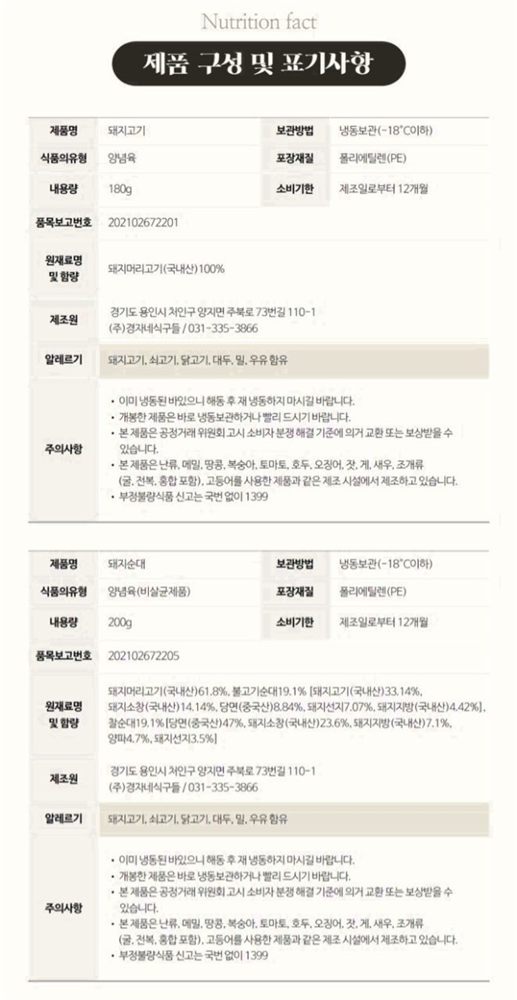 Nutrition fact
제품 구성 및 표기사항
제품명 돼지고기 보관방법 냉동보관(-18℃이하)
식품의유형 양념육 포장재질 폴리에틸렌(PE)
내용량 180g 소비기한 제조일로부터 12개월
품목보고번호 202102672201
원재료명 및 함량 돼지머리고기(국내산)100%
제조원 경기도 용인시 처인구 양지면 주북로 73번길 110-1
(주)경자네식구들 / 031-335-3866
알레르기 돼지고기, 쇠고기, 닭고기, 대두, 밀, 우유 함유
주의사항
• 이미 냉동된 바있으니 해동 후 재 냉동하지 마시길 바랍니다.
• 개봉한 제품은 바로 냉동보관하거나 빨리 드시기 바랍니다.
• 본 제품은 공정거래 위원회 고시 소비자 분쟁 해결 기준에 의거 교환 또는 보상받을 수
있습니다.
• 본 제품은 난류, 메밀, 땅콩, 복숭아, 토마토, 호두, 오징어, 잣, 게, 새우, 조개류
(굴, 전복, 홍합 포함), 고등어를 사용한 제품과 같은 제조 시설에서 제조하고 있습니다.
• 부정불량식품 신고는 국번 없이 1399
제품명 돼지순대 보관방법 냉동보관(-18℃이하)
식품의유형 양념육(비살균제품) 포장재질 폴리에틸렌(PE)
내용량 200g 소비기한 제조일로부터 12개월
품목보고번호 202102672205
원재료명 및 함량
돼지머리고기(국내산)61.8%, 불고기순대19.1% [돼지고기(국내산)33.14%,
돼지소창(국내산)14.14%, 당면(중국산)8.84%, 돼지선지7.07%, 돼지지방(국내산)4.42%],
찰순대19.1%[당면(중국산)47%, 돼지소창(국내산)23.6%, 돼지지방(국내산)7.1%,
양파4.7%, 돼지선지3.5%]
제조원 경기도 용인시 처인구 양지면 주북로 73번길 110-1
(주)경자네식구들 / 031-335-3866
알레르기 돼지고기, 쇠고기, 닭고기, 대두, 밀, 우유 함유
주의사항
• 이미 냉동된 바있으니 해동 후 재 냉동하지 마시길 바랍니다.
• 개봉한 제품은 바로 냉동보관하거나 빨리 드시기 바랍니다.
• 본 제품은 공정거래 위원회 고시 소비자 분쟁 해결 기준에 의거 교환 또는 보상받을 수
있습니다.
• 본 제품은 난류, 메밀, 땅콩, 복숭아, 토마토, 호두, 오징어, 잣, 게, 새우, 조개류
(굴, 전복, 홍합 포함), 고등어를 사용한 제품과 같은 제조 시설에서 제조하고 있습니다.
• 부정불량식품 신고는 국번 없이 1399